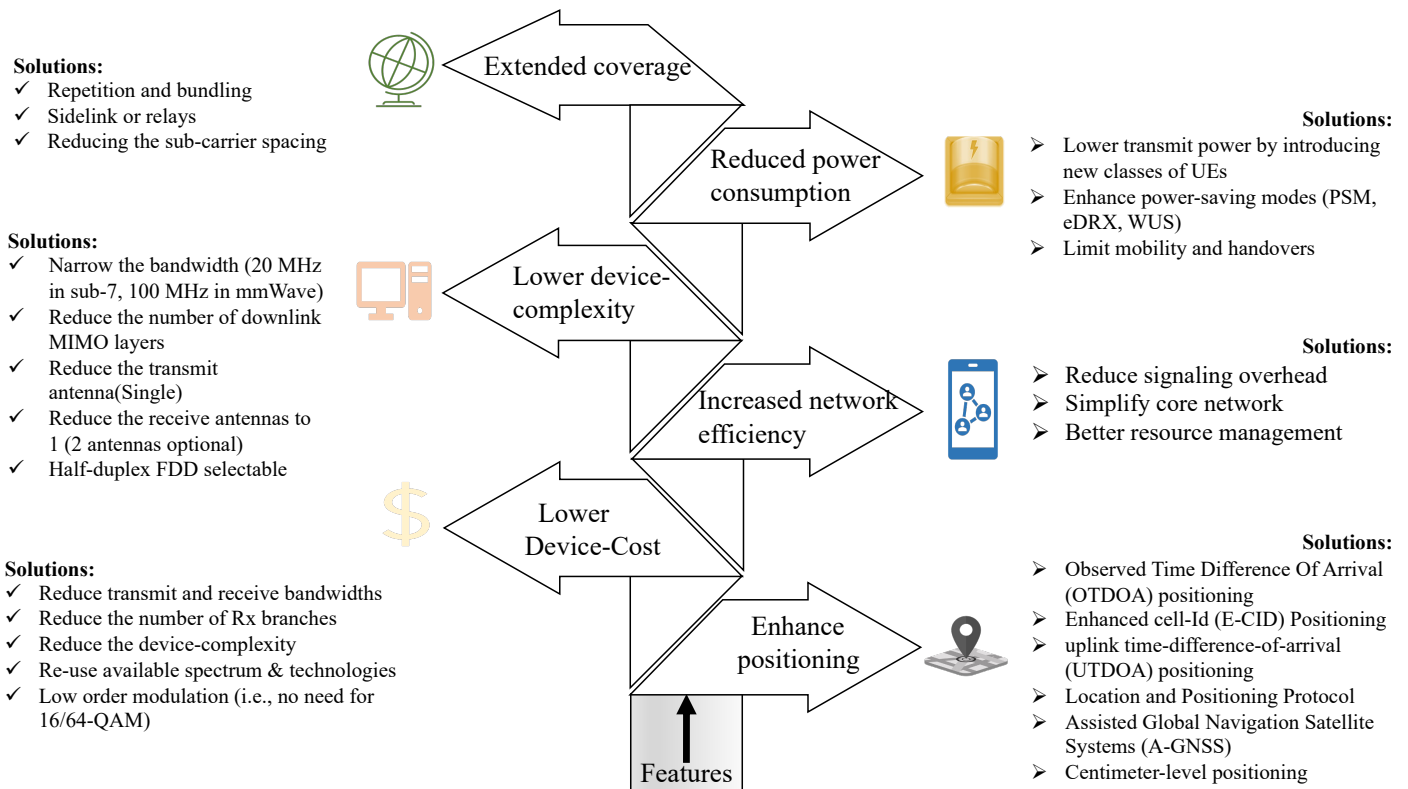 Extended coverage
Solutions:
✓ Repetition and bundling
✓ Sidelink or relays
✓ Reducing the sub-carrier spacing
Reduced power
consumption
Solutions:
➢ Lower transmit power by introducing
new classes of UEs
➢ Enhance power-saving modes (PSM,
eDRX, WUS)
➢ Limit mobility and handovers
Lower device-
complexity
Solutions:
✓ Narrow the bandwidth (20 MHz
in sub-7, 100 MHz in mmWave)
✓ Reduce the number of downlink
MIMO layers
✓ Reduce the transmit
antenna(Single)
✓ Reduce the receive antennas to
1 (2 antennas optional)
✓ Half-duplex FDD selectable
Increased network
efficiency
Solutions:
➢ Reduce signaling overhead
➢ Simplify core network
➢ Better resource management
$
Lower
Device-Cost
Solutions:
✓ Reduce transmit and receive bandwidths
✓ Reduce the number of Rx branches
✓ Reduce the device-complexity
✓ Re-use available spectrum & technologies
✓ Low order modulation (i.e., no need for
16/64-QAM)
Enhance
positioning
Solutions:
➢ Observed Time Difference Of Arrival
(OTDOA) positioning
➢ Enhanced cell-Id (E-CID) Positioning
➢ uplink time-difference-of-arrival
(UTDOA) positioning
➢ Location and Positioning Protocol
➢ Assisted Global Navigation Satellite
Systems (A-GNSS)
➢ Centimeter-level positioning
Features